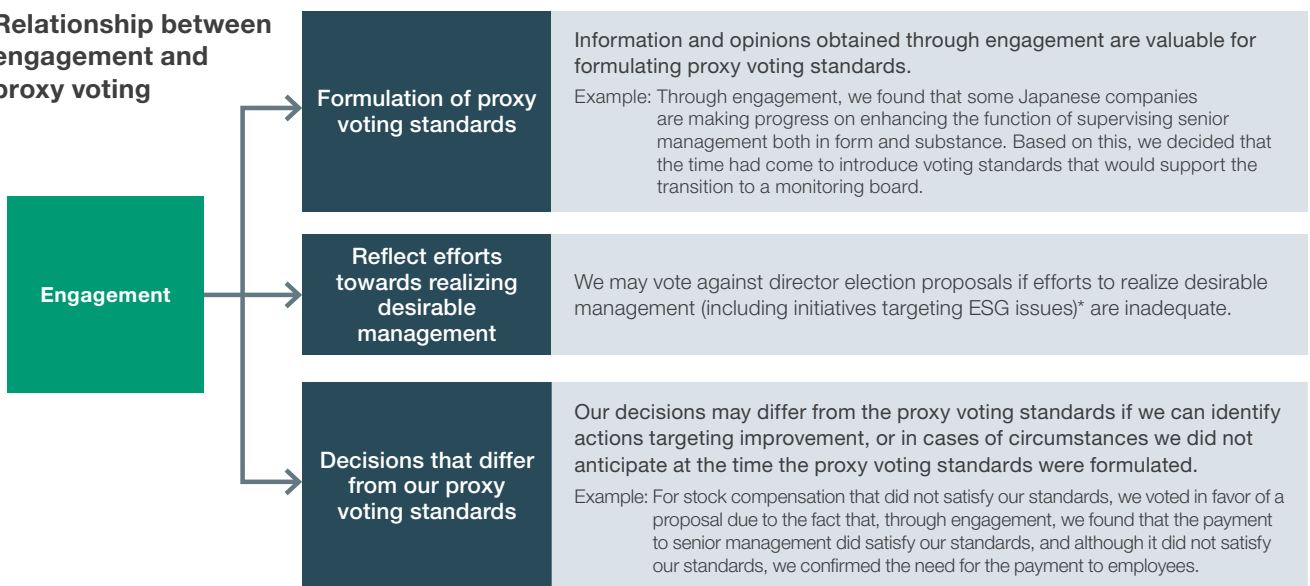 Relationship between
engagement and
proxy voting
Engagement
Formulation of proxy
voting standards
Information and opinions obtained through engagement are valuable for
formulating proxy voting standards.
Example: Through engagement, we found that some Japanese companies
are making progress on enhancing the function of supervising senior
management both in form and substance. Based on this, we decided that
the time had come to introduce voting standards that would support the
transition to a monitoring board.
Reflect efforts
towards realizing
desirable
management
We may vote against director election proposals if efforts to realize desirable
management (including initiatives targeting ESG issues)* are inadequate.
Decisions that differ
from our proxy
voting standards
Our decisions may differ from the proxy voting standards if we can identify
actions targeting improvement, or in cases of circumstances we did not
anticipate at the time the proxy voting standards were formulated.
Example: For stock compensation that did not satisfy our standards, we voted in favor of a
proposal due to the fact that, through engagement, we found that the payment
to senior management did satisfy our standards, and although it did not satisfy
our standards, we confirmed the need for the payment to employees.